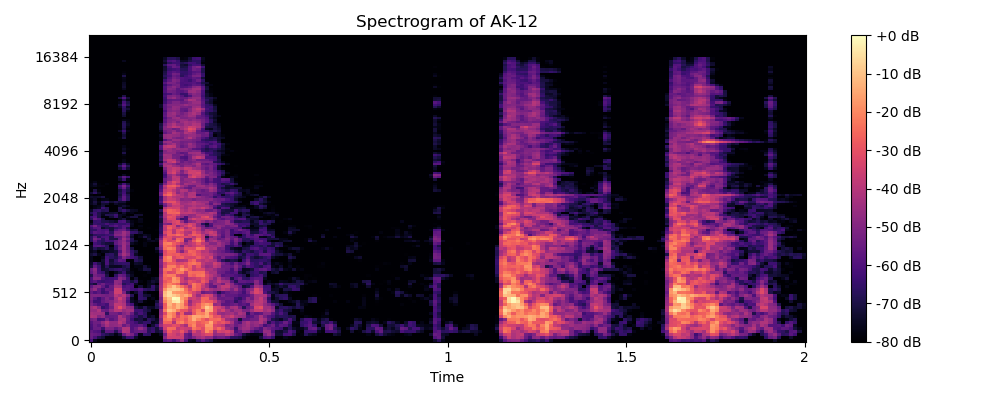 Spectrogram of AK-12
Hz
16384
8192
4096
2048
1024
512
0
0
0.5
1
1.5
2
Time
+0 dB
-10 dB
-20 dB
-30 dB
-40 dB
-50 dB
-60 dB
-70 dB
-80 dB